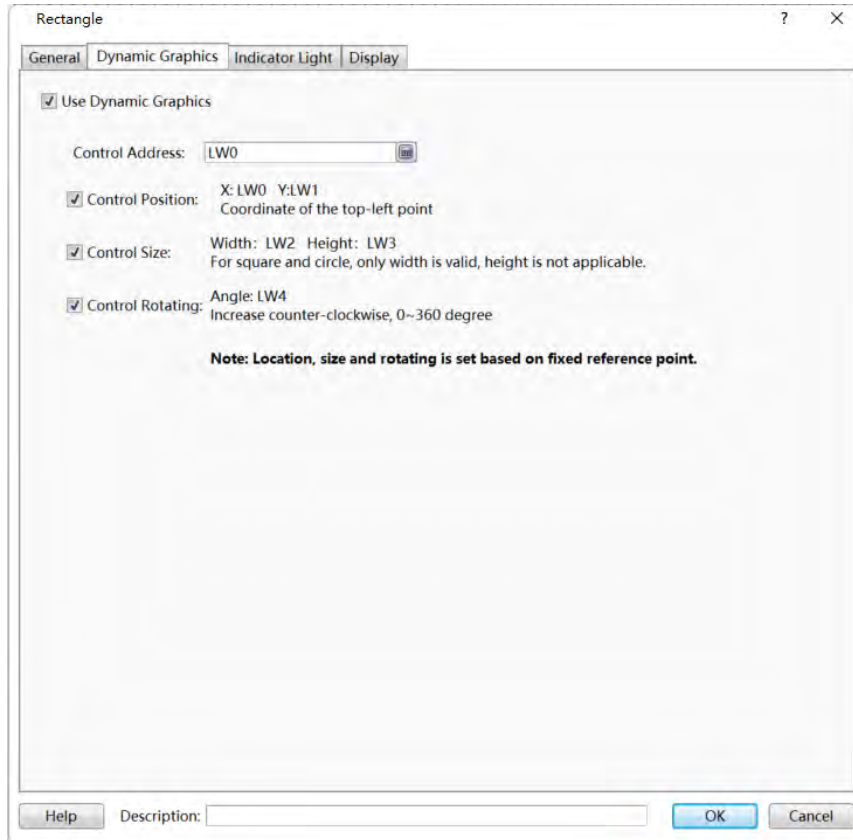 Rectangle ? ×
General Dynamic Graphics Indicator Light Display
Use Dynamic Graphics
Control Address: LW0
Control Position: X: LW0 Y:LW1
Coordinate of the top-left point
Control Size: Width: LW2 Height: LW3
For square and circle, only width is valid, height is not applicable.
Control Rotating: Angle: LW4
Increase counter-clockwise, 0~360 degree
Note: Location, size and rotating is set based on fixed reference point.
Help Description: OK Cancel